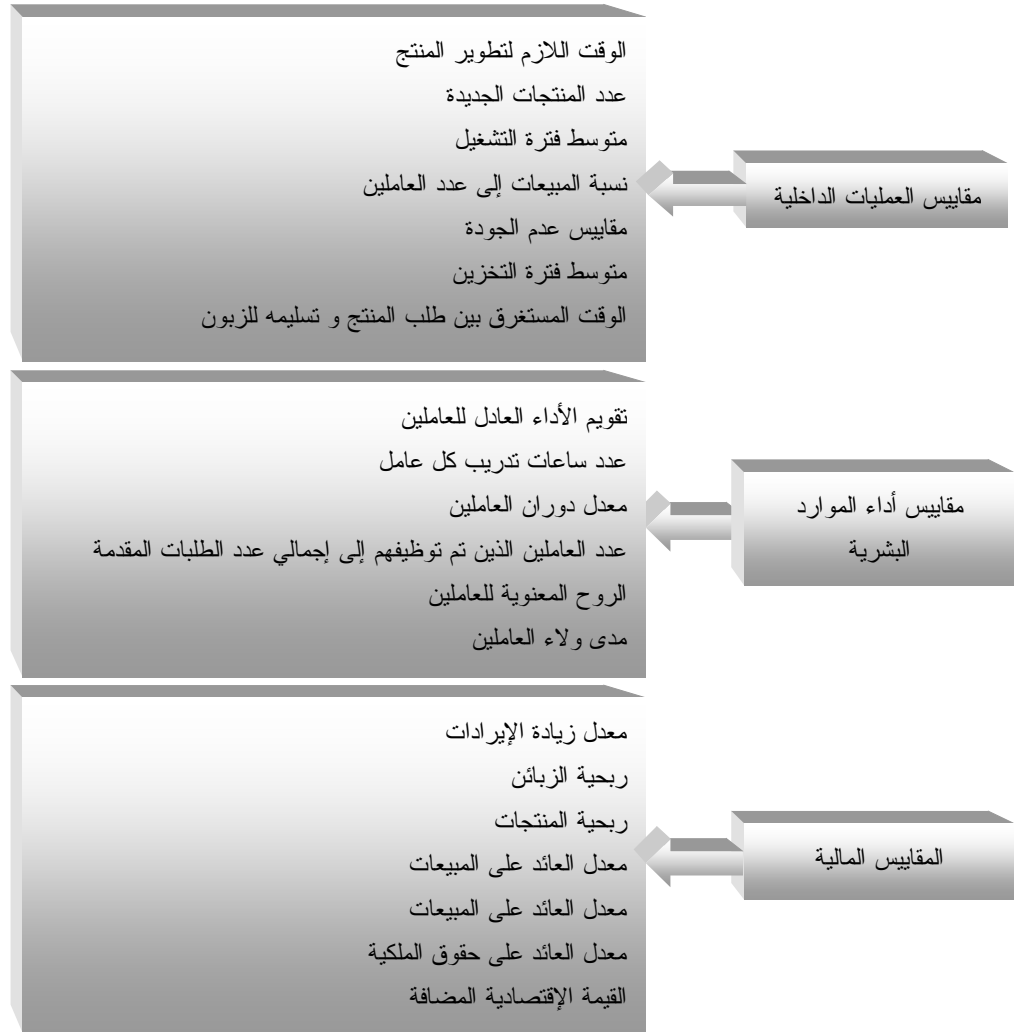 مقاييس العمليات الداخلية
الوقت اللازم لتطوير المنتج
عدد المنتجات الجديدة
متوسط فترة التشغيل
نسبة المبيعات إلى عدد العاملين
مقاييس عدم الجودة
متوسط فترة التخزين
الوقت المستغرق بين طلب المنتج و تسليمه للزبون
مقاييس أداء الموارد
البشرية
تقويم الأداء العادل للعاملين
عدد ساعات تدريب كل عامل
معدل دوران العاملين
عدد العاملين الذين تم توظيفهم إلى إجمالي عدد الطلبات المقدمة
الروح المعنوية للعاملين
مدى ولاء العاملين
المقاييس المالية
معدل زيادة الإيرادات
ربحية الزبائن
ربحية المنتجات
معدل العائد على المبيعات
معدل العائد على المبيعات
معدل العائد على حقوق الملكية
القيمة الإقتصادية المضافة